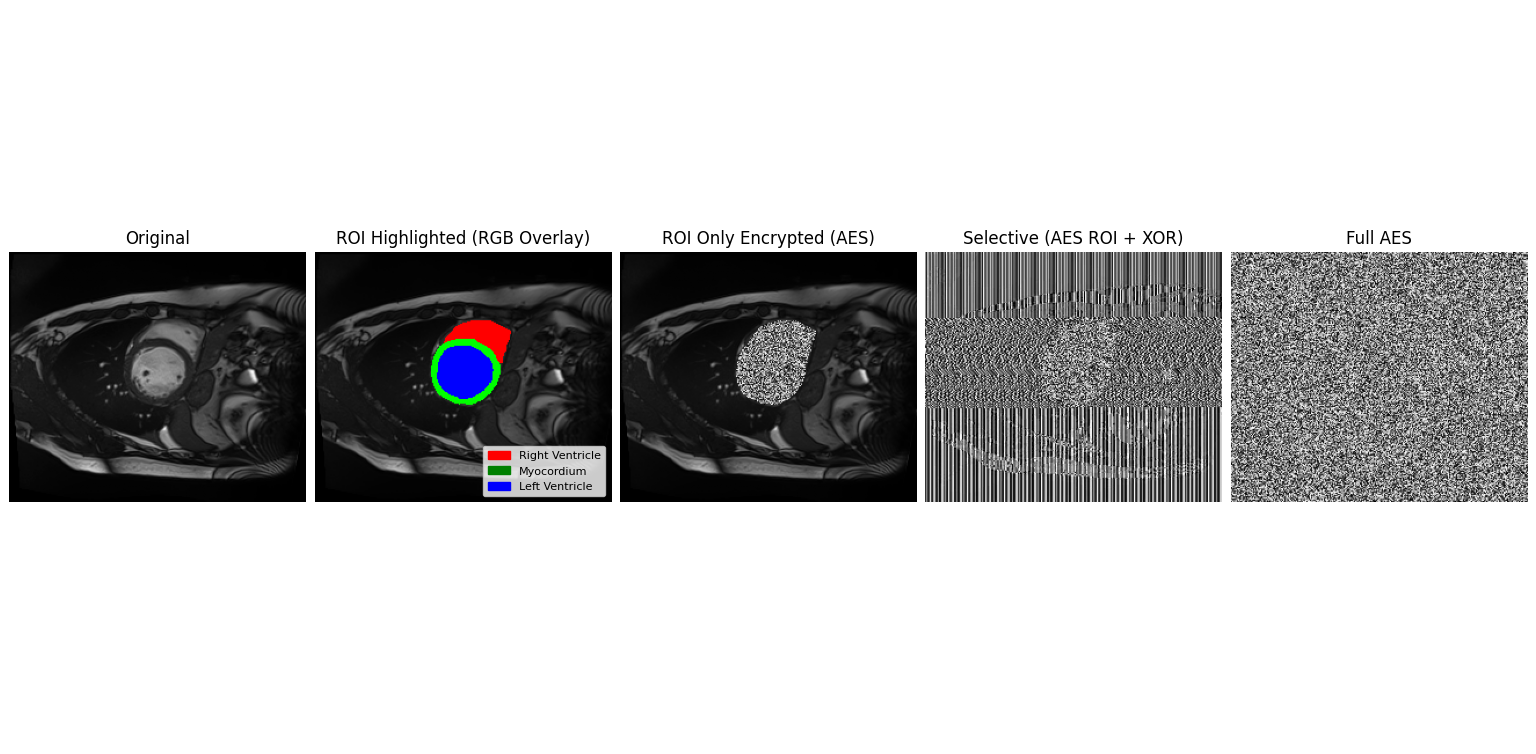 Original
ROI Highlighted (RGB Overlay)
ROI Only Encrypted (AES)
Selective (AES ROI + XOR)
Full AES
Right Ventricle
Myocordium
Left Ventricle